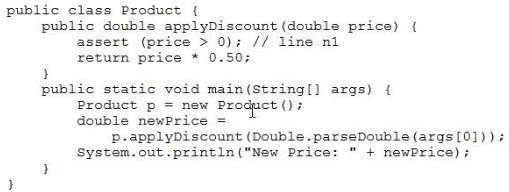 public class Product {
    public double applyDiscount(double price) {
        assert (price > 0); // line n1
        return price * 0.50;
    }
    public static void main(String[] args) {
        Product p = new Product();
        double newPrice =
            p.applyDiscount(Double.parseDouble(args[0]));
        System.out.println("New Price: " + newPrice);
    }
}